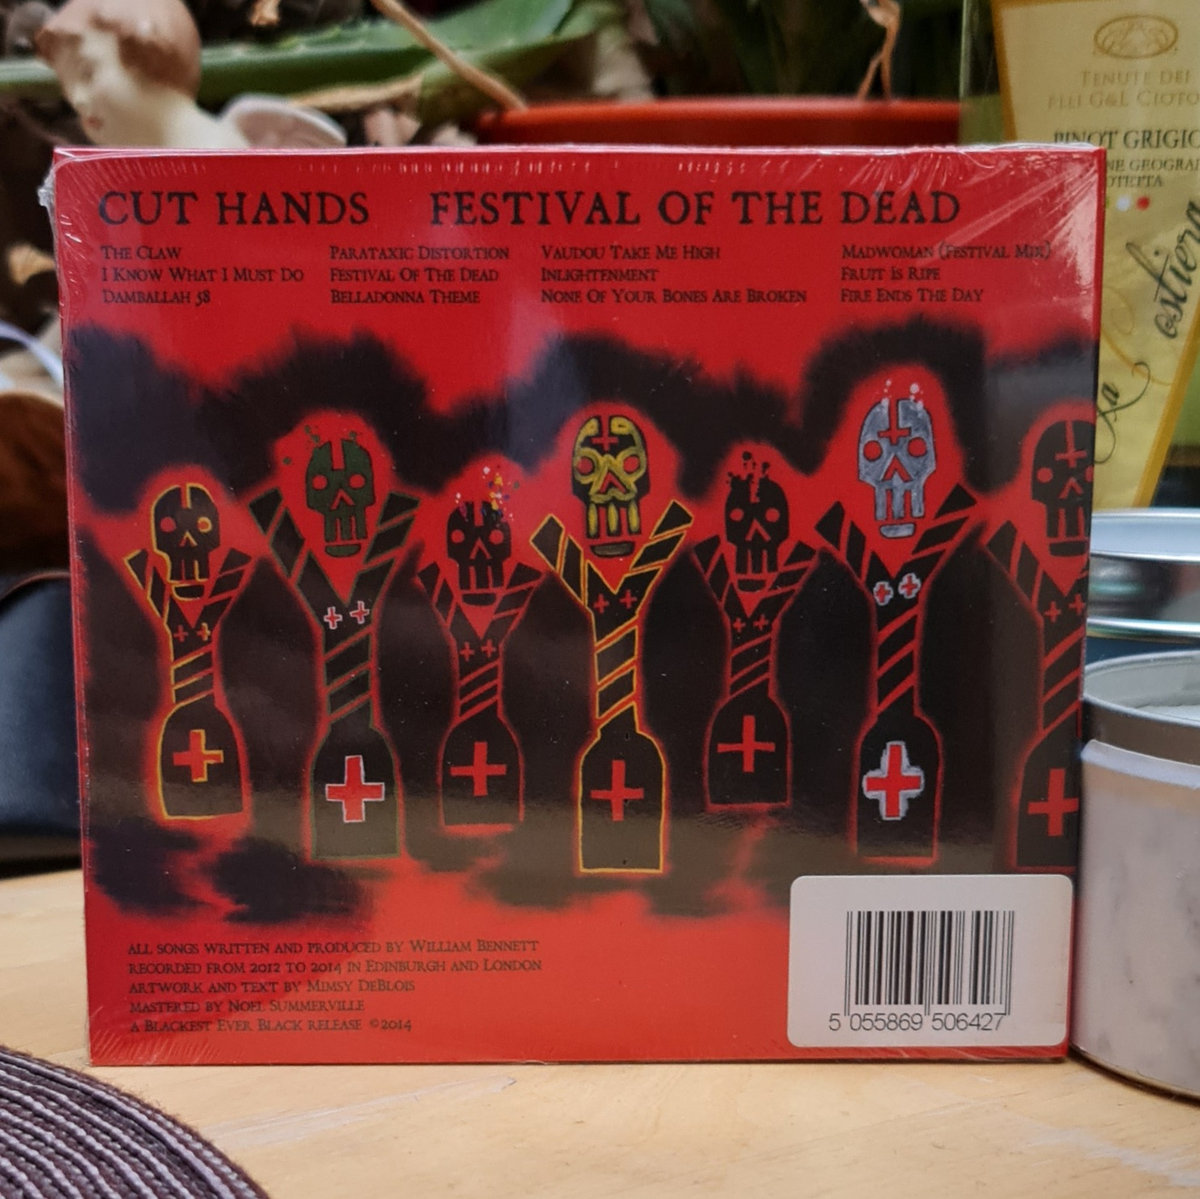 CUT HANDS FESTIVAL OF THE DEAD
THE CLAW
I KNOW WHAT I MUST DO
DAMBALLAH 58
PARATAXIC DISTORTION
FESTIVAL OF THE DEAD
BELLADONNA THEME
VAUDOU TAKE ME HIGH
INLIGHTENMENT
NONE OF YOUR BONES ARE BROKEN
MADWOMAN (FESTIVAL MIX)
FRUIT IS RIPE
FIRE ENDS THE DAY
ALL SONGS WRITTEN AND PRODUCED BY WILLIAM BENNETT
RECORDED FROM 2012 TO 2014 IN EDINBURGH AND LONDON
ARTWORK AND TEXT BY MIMSY DEBLOIS
MASTERED BY NOEL SUMMERVILLE
A BLACKEST EVER BLACK RELEASE ©2014
5 055869 506427
TENUTE DEI
PINOT GRIGIO